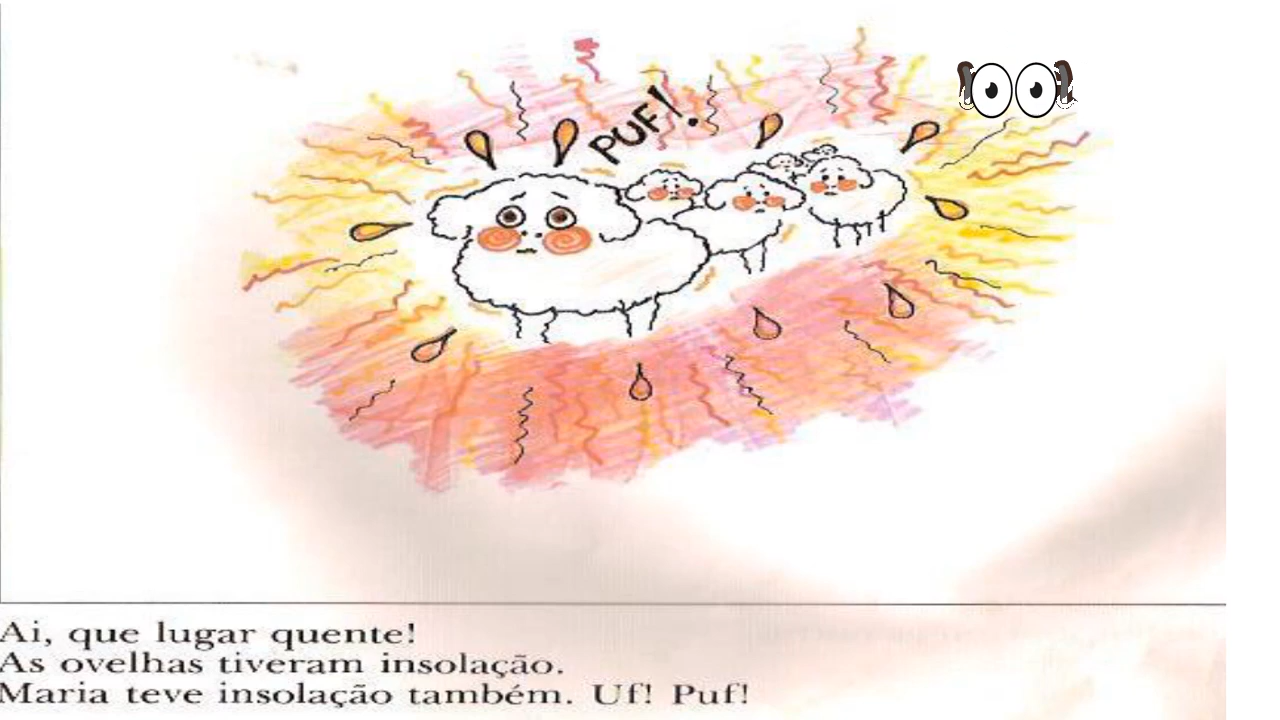 PUF!
Ai, que lugar quente!
As ovelhas tiveram insolação.
Maria teve insolação também. Uf! Puf!